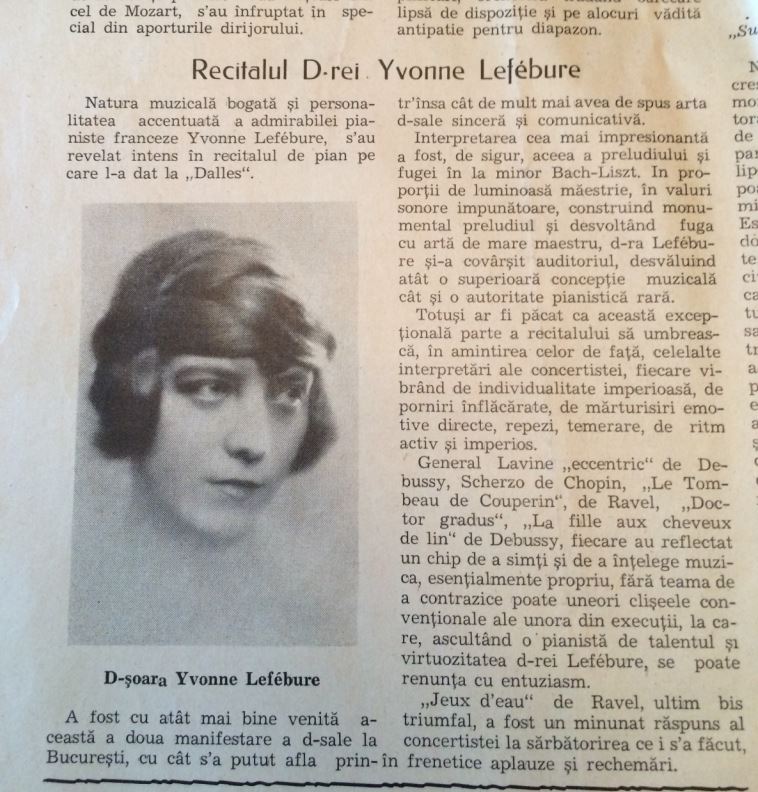 cel de Mozart, s'au înfruptat în spe-
cial din aporturile dirijorului.
lipsă de dispoziție și pe alocuri vădită
antipatie pentru diapazon.
Recitalul D-rei Yvonne Lefébure
Natura muzicală bogată și persona-
litatea accentuată a admirabilei pia-
niste franceze Yvonne Lefébure, s'au
revelat intens în recitalul de pian pe
care l-a dat la „Dalles“.
D-șoara Yvonne Lefébure
A fost cu atât mai bine venită a-
ceastă a doua manifestare a d-sale la
București, cu cât s'a putut afla prin-
tr'însa cât de mult mai avea de spus arta
d-sale sinceră și comunicativă.
Interpretarea cea mai impresionantă
a fost, de sigur, aceea a preludiului și
fugei în la minor Bach-Liszt. In pro-
porții de luminoasă măestrie, în valuri
sonore impunătoare, construind monu-
mental preludiul și desvoltând fuga
cu artă de mare maestru, d-ra Lefébu-
re și-a covârșit auditoriul, desvăluind
atât o superioară concepție muzicală
cât și o autoritate pianistică rară.
Totuși ar fi păcat ca această excep-
țională parte a recitalului să umbreas-
că, în amintirea celor de față, celelalte
interpretări ale concertistei, fiecare vi-
brând de individualitate imperioasă, de
porniri înflăcărate, de mărturisiri emo-
tive directe, repezi, temerare, de ritm
activ și imperios.
General Lavine „eccentric“ de De-
bussy, Scherzo de Chopin, „Le Tom-
beau de Couperin“, de Ravel, „Doc-
tor gradus“, „La fille aux cheveux
de lin“ de Debussy, fiecare au reflectat
un chip de a simți și de a înțelege muzi-
ca, esențialmente propriu, fără teama de
a contrazice poate uneori clișeele con-
venționale ale unora din execuții, la ca-
re, ascultând o pianistă de talentul și
virtuozitatea d-rei Lefébure, se poate
renunța cu entuziasm.
„Jeux d'eau“ de Ravel, ultim bis
triumfal, a fost un minunat răspuns al
concertistei la sărbătorirea ce i s'a făcut,
în frenetice aplauze și rechemări.